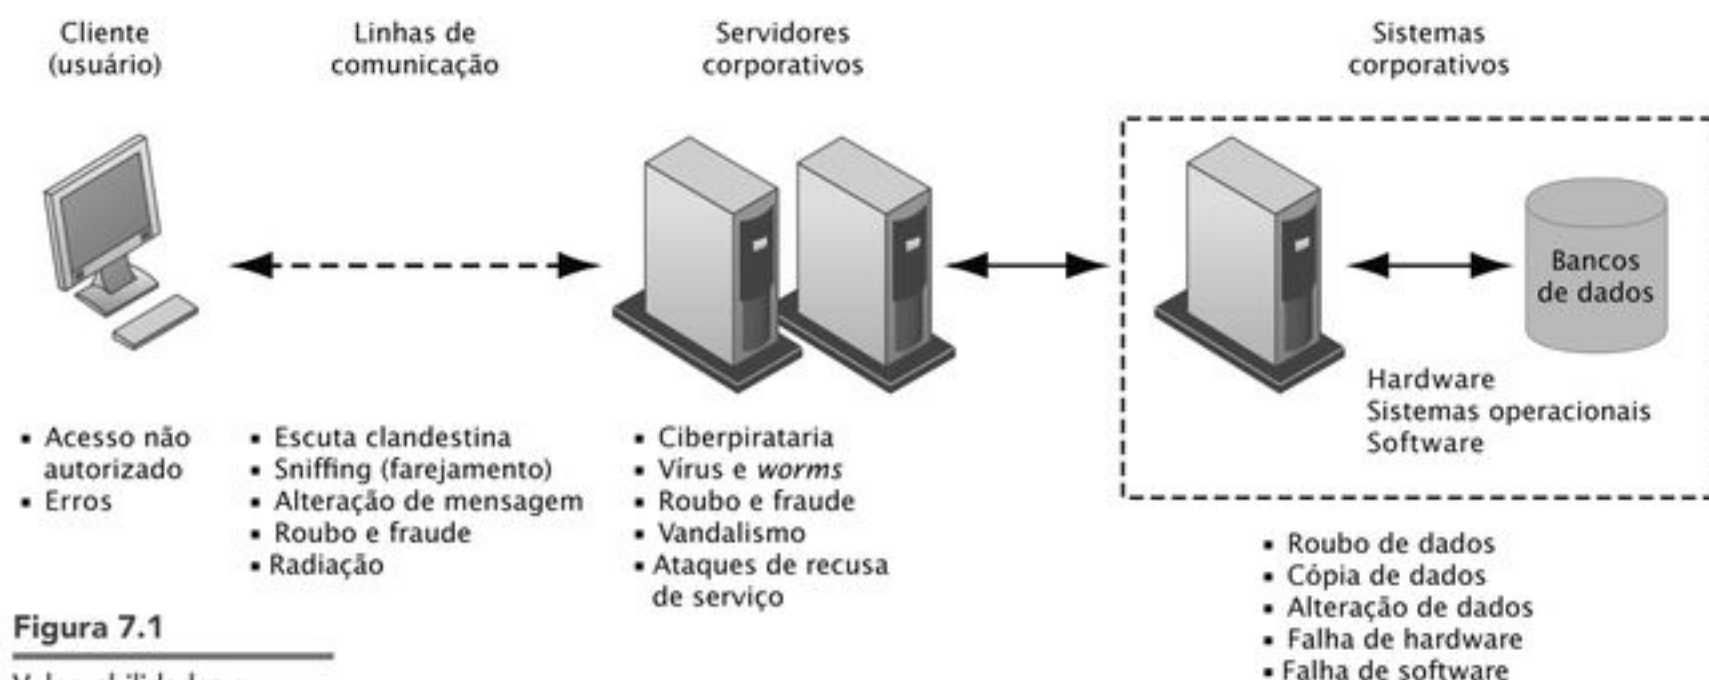 Cliente
(usuário)
Linhas de
comunicação
Servidores
corporativos
Sistemas
corporativos
Bancos
de dados
Hardware
Sistemas operacionais
Software
▪ Acesso não
autorizado
▪ Erros
▪ Escuta clandestina
▪ Sniffing (farejamento)
▪ Alteração de mensagem
▪ Roubo e fraude
▪ Radiação
▪ Ciberpirataria
▪ Vírus e worms
▪ Roubo e fraude
▪ Vandalismo
▪ Ataques de recusa
de serviço
▪ Roubo de dados
▪ Cópia de dados
▪ Alteração de dados
▪ Falha de hardware
▪ Falha de software
Figura 7.1